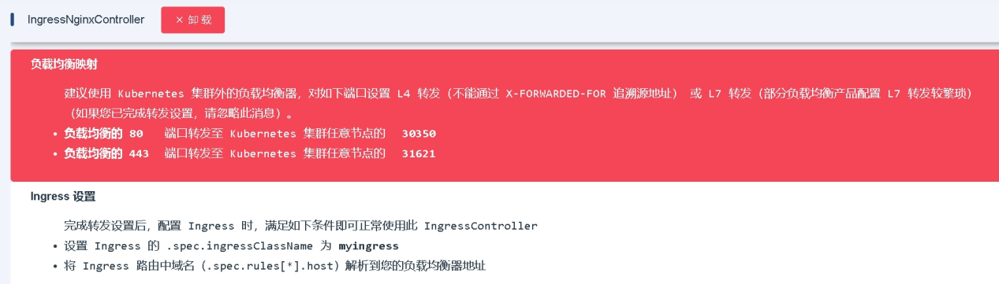 IngressNginxController
× 卸 载
负载均衡映射
建议使用 Kubernetes 集群外的负载均衡器，对如下端口设置 L4 转发（不能通过 X-FORWARDED-FOR 追溯源地址） 或 L7 转发（部分负载均衡产品配置 L7 转发较繁琐）
（如果您已完成转发设置，请忽略此消息）。
• 负载均衡的 80 端口转发至 Kubernetes 集群任意节点的 30350
• 负载均衡的 443 端口转发至 Kubernetes 集群任意节点的 31621
Ingress 设置
完成转发设置后，配置 Ingress 时，满足如下条件即可正常使用此 IngressController
• 设置 Ingress 的 .spec.ingressClassName 为 myingress
• 将 Ingress 路由中域名（.spec.rules[*].host）解析到您的负载均衡器地址